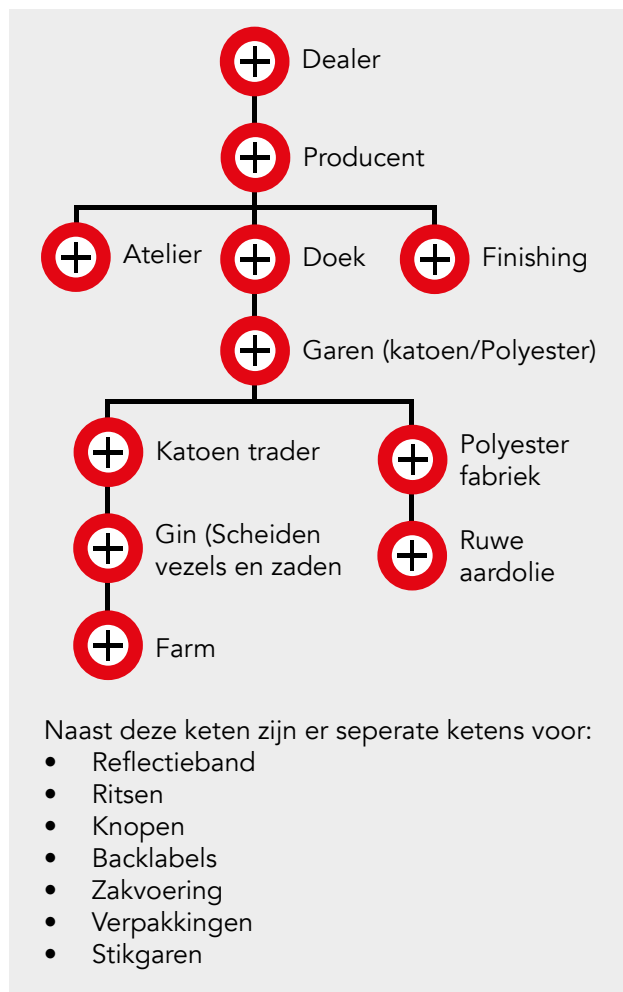 Dealer
Producent
Atelier
Doek
Finishing
Garen (katoen/Polyester)
Katoen trader
Polyester
fabriek
Gin (Scheiden
vezels en zaden
Ruwe
aardolie
Farm
Naast deze keten zijn er seperate ketens voor:
• Reflectieband
• Ritsen
• Knopen
• Backlabels
• Zakvoering
• Verpakkingen
• Stikgaren